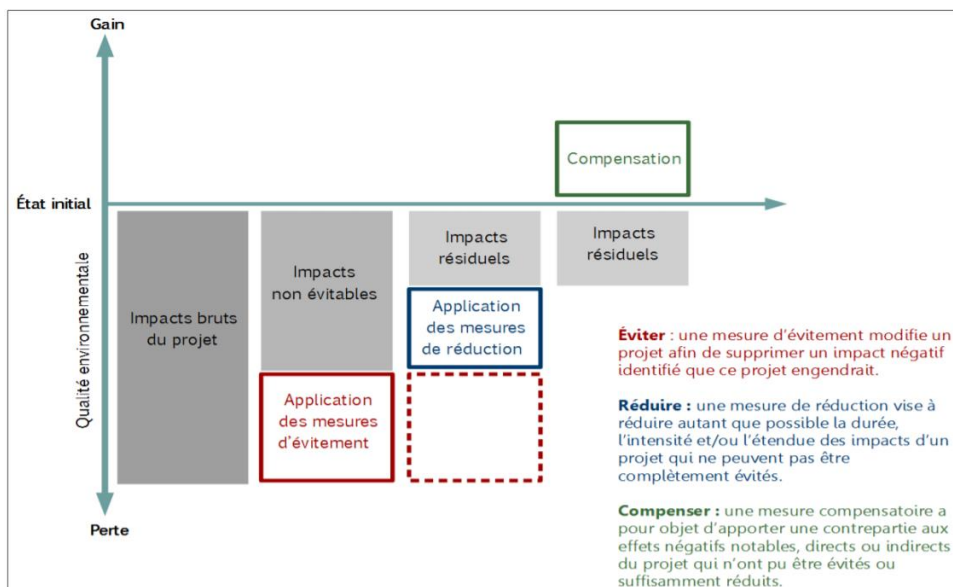 Gain
Compensation
État initial
Impacts bruts
du projet
Impacts
non évitables
Impacts
résiduels
Impacts
résiduels
Application
des mesures
de réduction
Application
des mesures
d'évitement
Qualité environnementale
Perte
Éviter : une mesure d'évitement modifie un
projet afin de supprimer un impact négatif
identifié que ce projet engendrait.
Réduire : une mesure de réduction vise à
réduire autant que possible la durée,
l'intensité et/ou l'étendue des impacts d'un
projet qui ne peuvent pas être
complètement évités.
Compenser : une mesure compensatoire a
pour objet d'apporter une contrepartie aux
effets négatifs notables, directs ou indirects
du projet qui n'ont pu être évités ou
suffisamment réduits.